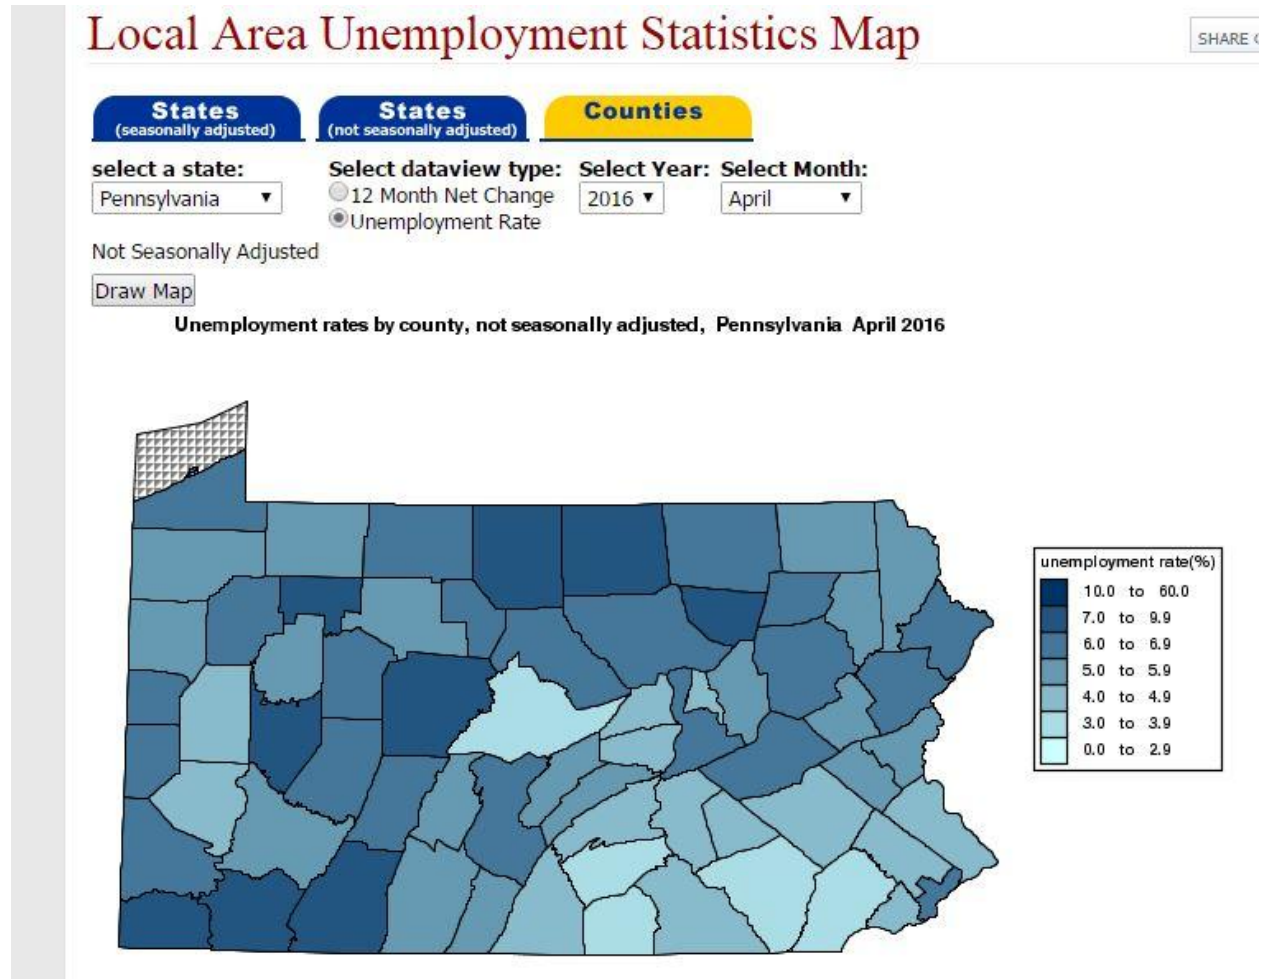 Local Area Unemployment Statistics Map
SHARE
States
(seasonally adjusted)
States
(not seasonally adjusted)
Counties
select a state:
Select dataview type:
Select Year:
Select Month:
Pennsylvania
12 Month Net Change
2016
April
Unemployment Rate
Not Seasonally Adjusted
Draw Map
Unemployment rates by county, not seasonally adjusted, Pennsylvania April 2016
unemployment rate(%)
10.0 to 60.0
7.0 to 9.9
6.0 to 6.9
5.0 to 5.9
4.0 to 4.9
3.0 to 3.9
0.0 to 2.9